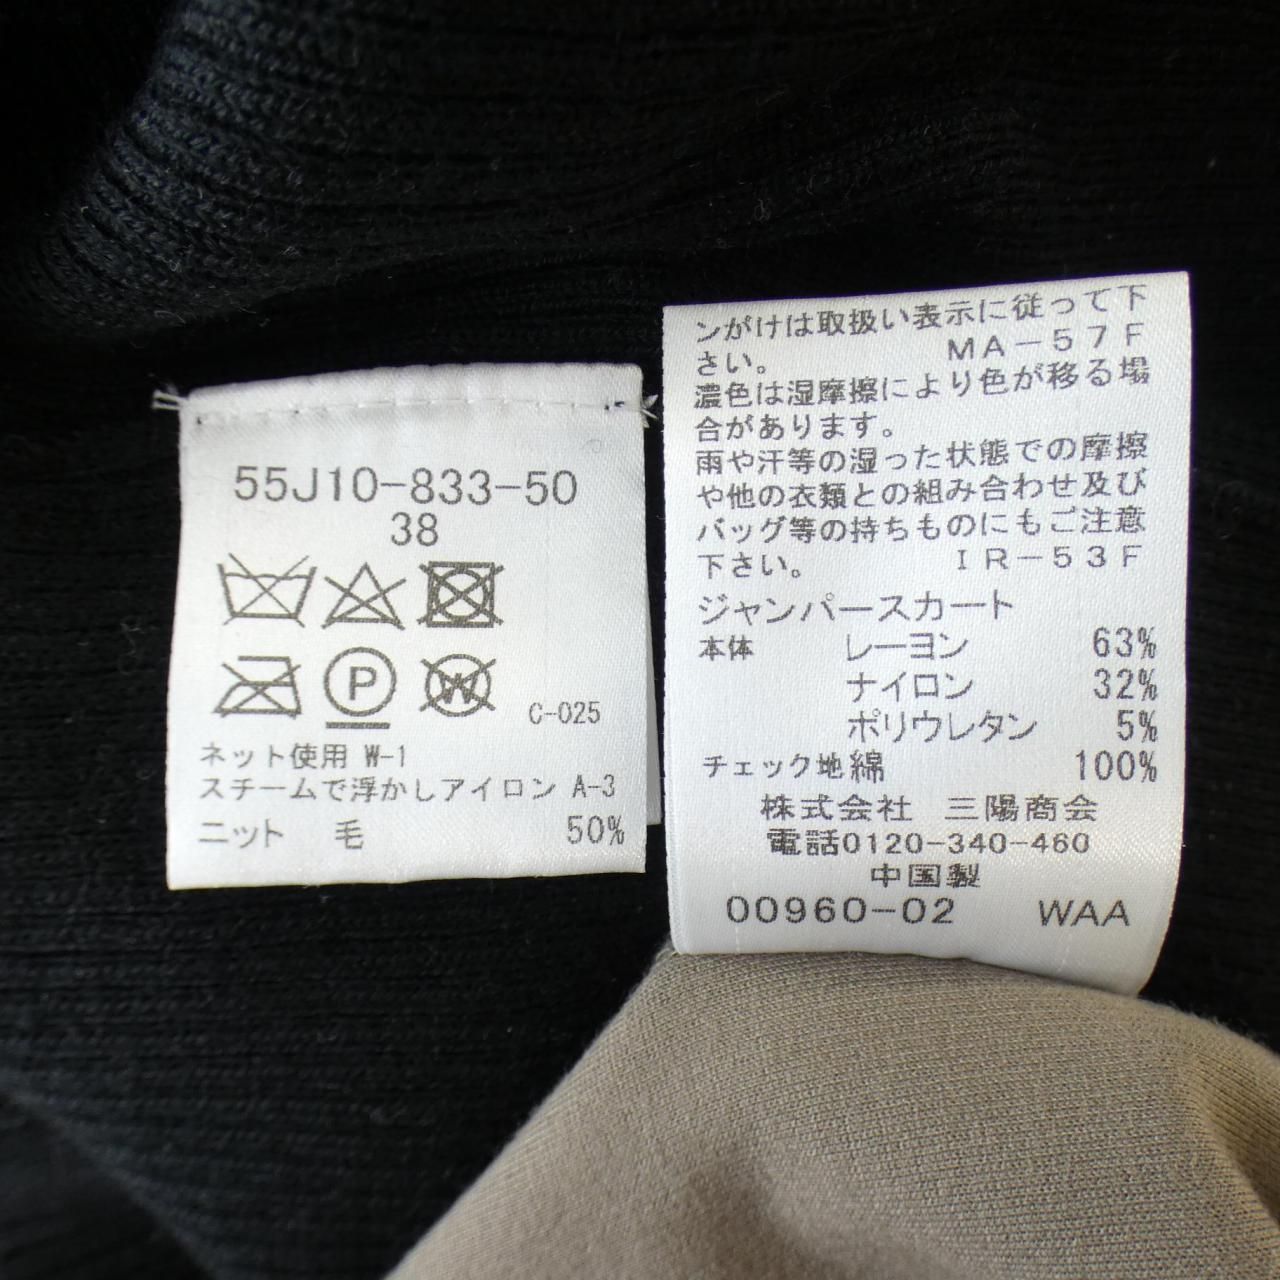 55J10-833-50
38
P
W
C-025
ネット使用 W-1
スチームで浮かしアイロン A-3
ニット 毛 50%
ンがけは取扱い表示に従って下
さい。 MA-57F
濃色は湿摩擦により色が移る場
合があります。
雨や汗等の湿った状態での摩擦
や他の衣類との組み合わせ及び
バッグ等の持ちものにもご注意
下さい。 IR-53F
ジャンパースカート
本体 レーヨン 63%
ナイロン 32%
ポリウレタン 5%
チェック地 綿 100%
株式会社 三陽商会
電話0120-340-460
中国製
00960-02 WAA